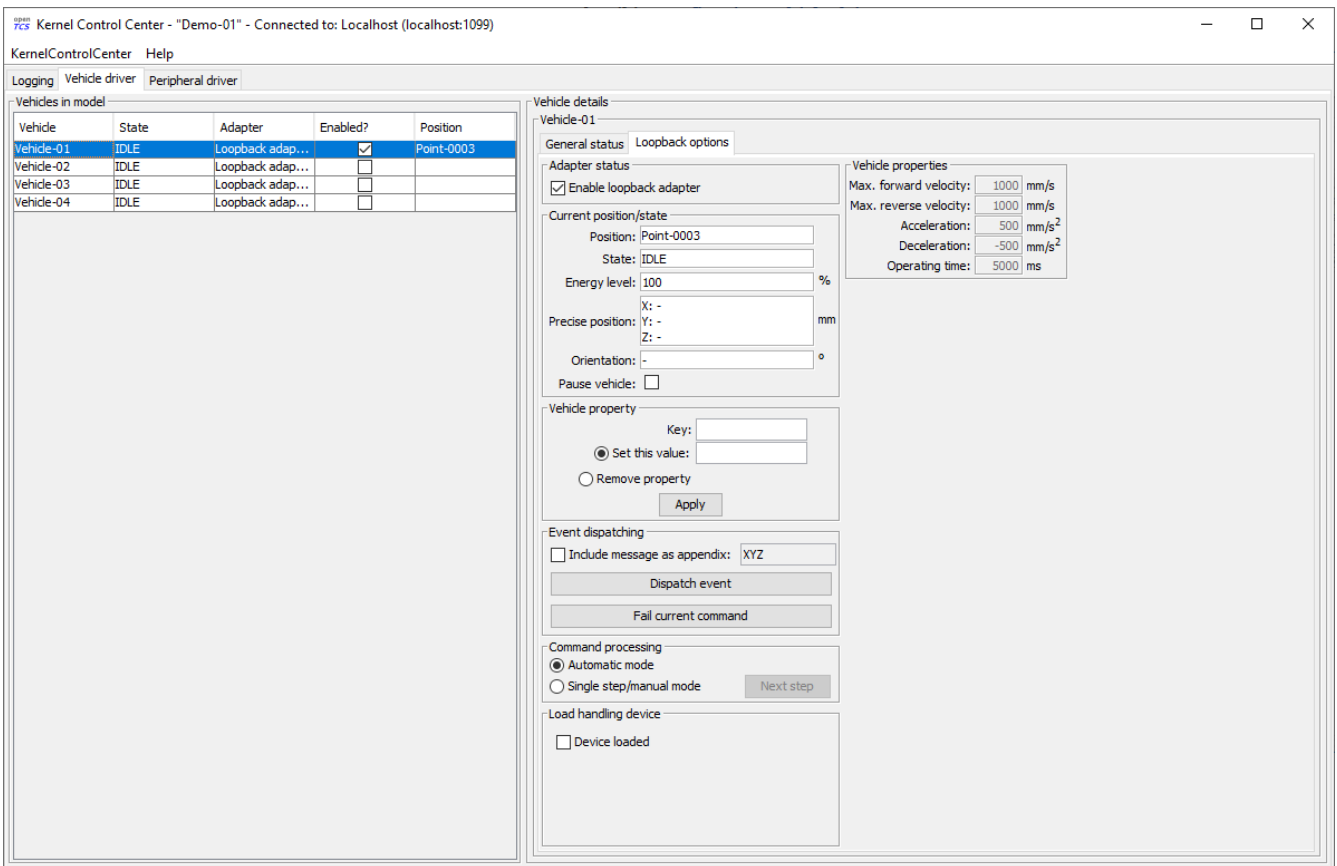 open TCS Kernel Control Center - "Demo-01" - Connected to: Localhost (localhost:1099)
KernelControlCenter Help
Logging Vehicle driver Peripheral driver
Vehicles in model
Vehicle State Adapter Enabled? Position
Vehicle-01 IDLE Loopback adap... Point-0003
Vehicle-02 IDLE Loopback adap...
Vehicle-03 IDLE Loopback adap...
Vehicle-04 IDLE Loopback adap...
Vehicle details
Vehicle-01
General status Loopback options
Adapter status
Enable loopback adapter
Current position/state
Position: Point-0003
State: IDLE
Energy level: 100 %
Precise position: X: -
Y: - mm
Z: -
Orientation: - º
Pause vehicle:
Vehicle property
Key:
Set this value:
Remove property
Apply
Event dispatching
Include message as appendix: XYZ
Dispatch event
Fail current command
Command processing
Automatic mode
Single step/manual mode Next step
Load handling device
Device loaded
Vehicle properties
Max. forward velocity: 1000 mm/s
Max. reverse velocity: 1000 mm/s
Acceleration: 500 mm/s²
Deceleration: -500 mm/s²
Operating time: 5000 ms